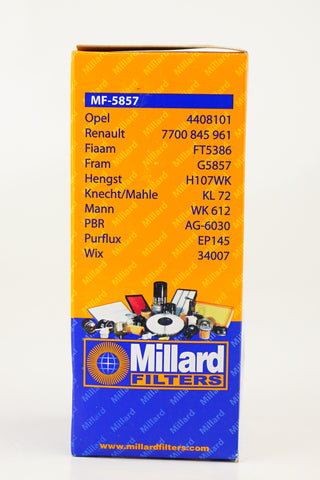 MF-5857
Opel 4408101
Renault 7700 845 961
Fiaam FT5386
Fram G5857
Hengst H107WK
Knecht/Mahle KL 72
Mann WK 612
PBR AG-6030
Purflux EP145
Wix 34007
Millard
FILTERS
www.millardfilters.com